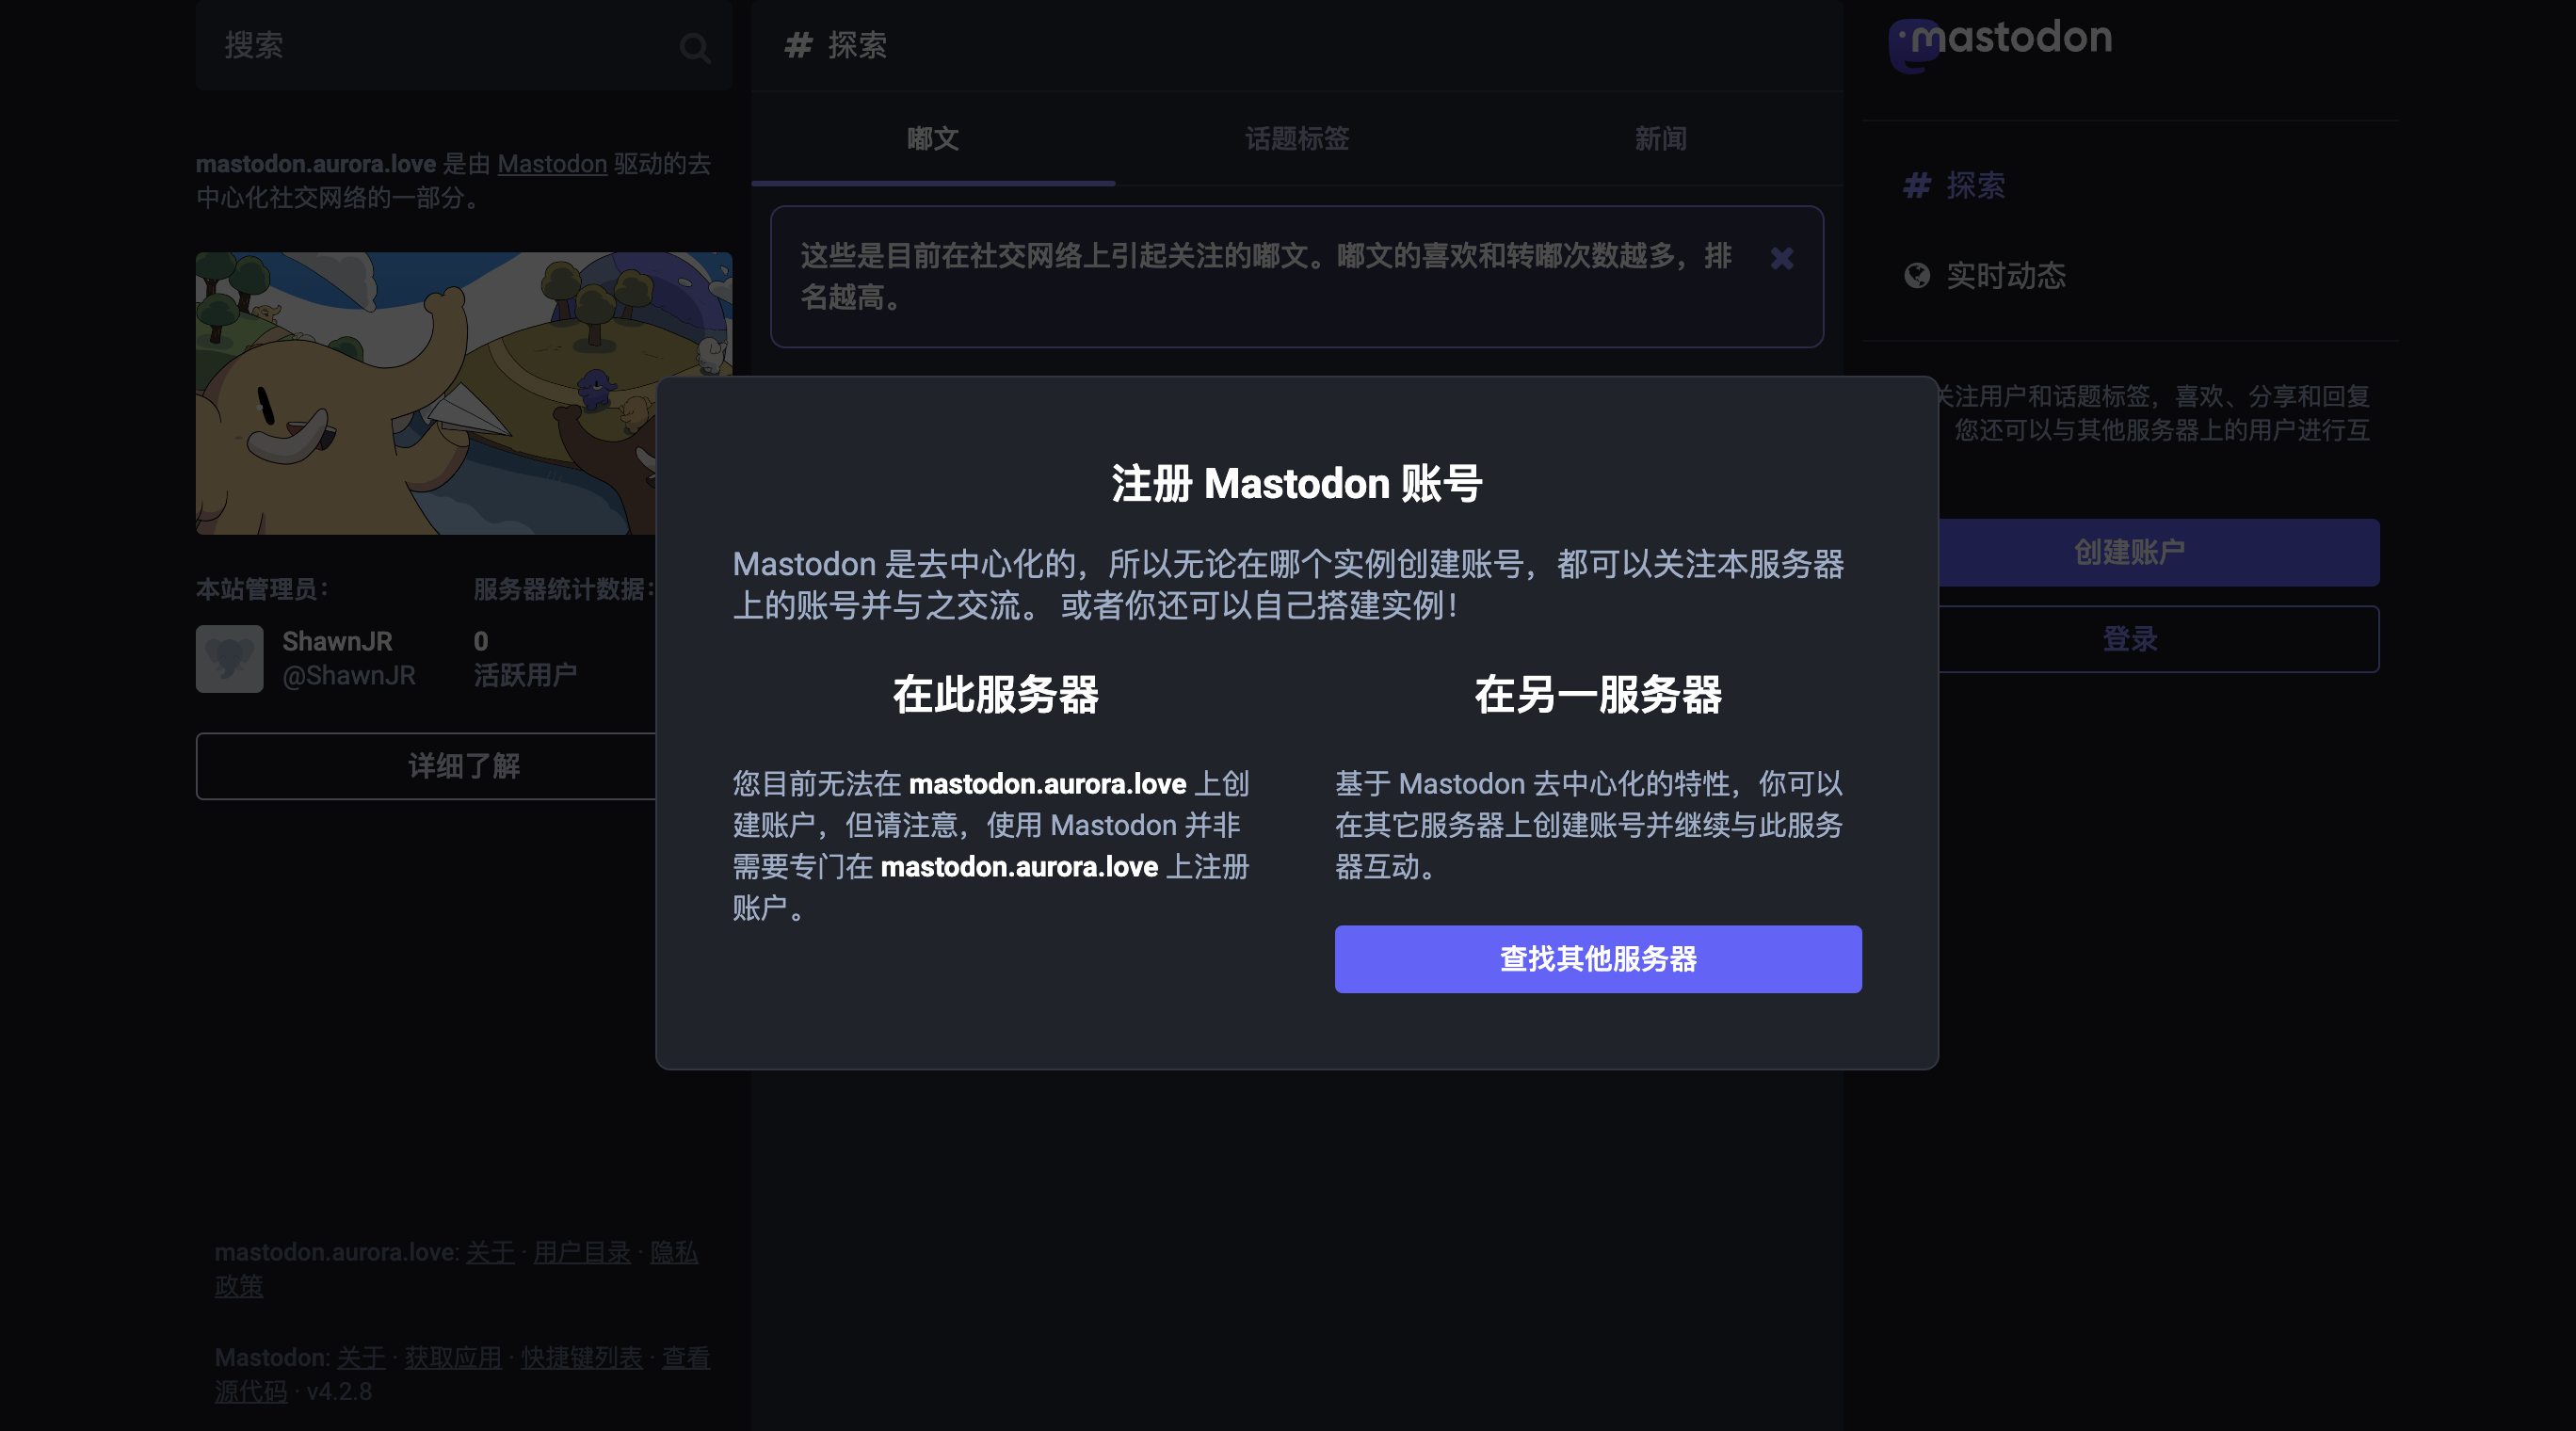 搜索
mastodon.aurora.love 是由 Mastodon 驱动的去
中心化社交网络的一部分。
本站管理员：
ShawnJR
@ShawnJR
服务器统计数据：
0
活跃用户
详细了解
mastodon.aurora.love: 关于 · 用户目录 · 隐私
政策
Mastodon: 关于 · 获取应用 · 快捷键列表 · 查看
源代码 · v4.2.8
# 探索
嘟文
话题标签
新闻
这些是目前在社交网络上引起关注的嘟文。嘟文的喜欢和转嘟次数越多，排
名越高。
注册 Mastodon 账号
Mastodon 是去中心化的，所以无论在哪个实例创建账号，都可以关注本服务器
上的账号并与之交流。 或者你还可以自己搭建实例！
在此服务器
您目前无法在 mastodon.aurora.love 上创
建账户，但请注意，使用 Mastodon 并非
需要专门在 mastodon.aurora.love 上注册
账户。
在另一服务器
基于 Mastodon 去中心化的特性，你可以
在其它服务器上创建账号并继续与此服务
器互动。
查找其他服务器
mastodon
# 探索
实时动态
关注用户和话题标签，喜欢、分享和回复
您还可以与其他服务器上的用户进行互
创建账户
登录